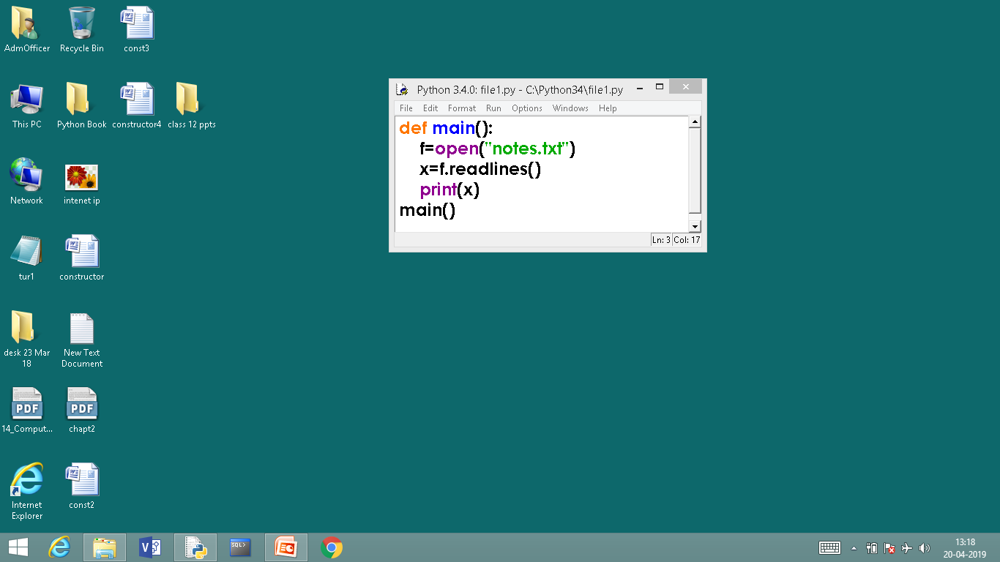 AdmOfficer
Recycle Bin
const3
This PC
Python Book
constructor4
class 12 ppts
Network
intenet ip
tur1
constructor
desk 23 Mar
18
New Text
Document
PDF
14_Comput...
PDF
chapt2
Internet
Explorer
const2
Python 3.4.0: file1.py - C:\Python34\file1.py
File Edit Format Run Options Windows Help
def main():
    f=open("notes.txt")
    x=f.readlines()
    print(x)
main()
Ln: 3 Col: 17
SQL>
13:18
20-04-2019